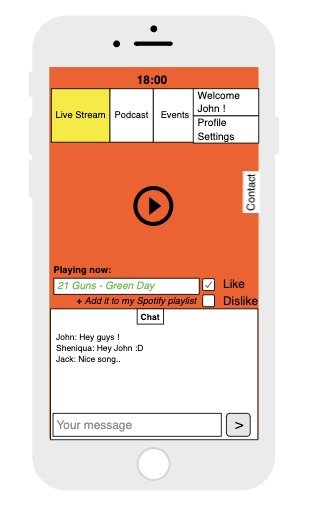 18:00
Live Stream
Podcast
Events
Welcome
John !
Profile
Settings
Contact
Playing now:
21 Guns - Green Day
Like
+ Add it to my Spotify playlist
Dislike
Chat
John: Hey guys !
Sheniqua: Hey John :D
Jack: Nice song..
Your message
>